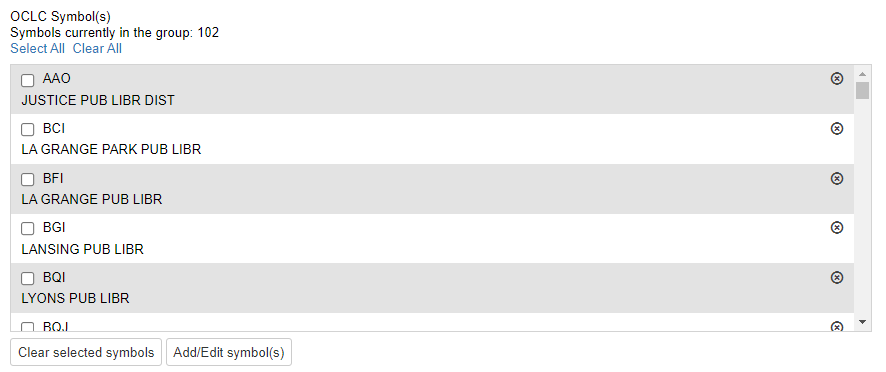 OCLC Symbol(s)
Symbols currently in the group: 102
Select All Clear All
AAO
JUSTICE PUB LIBR DIST
BCI
LA GRANGE PARK PUB LIBR
BFI
LA GRANGE PUB LIBR
BGI
LANSING PUB LIBR
BQI
LYONS PUB LIBR
BQJ
Clear selected symbols Add/Edit symbol(s)